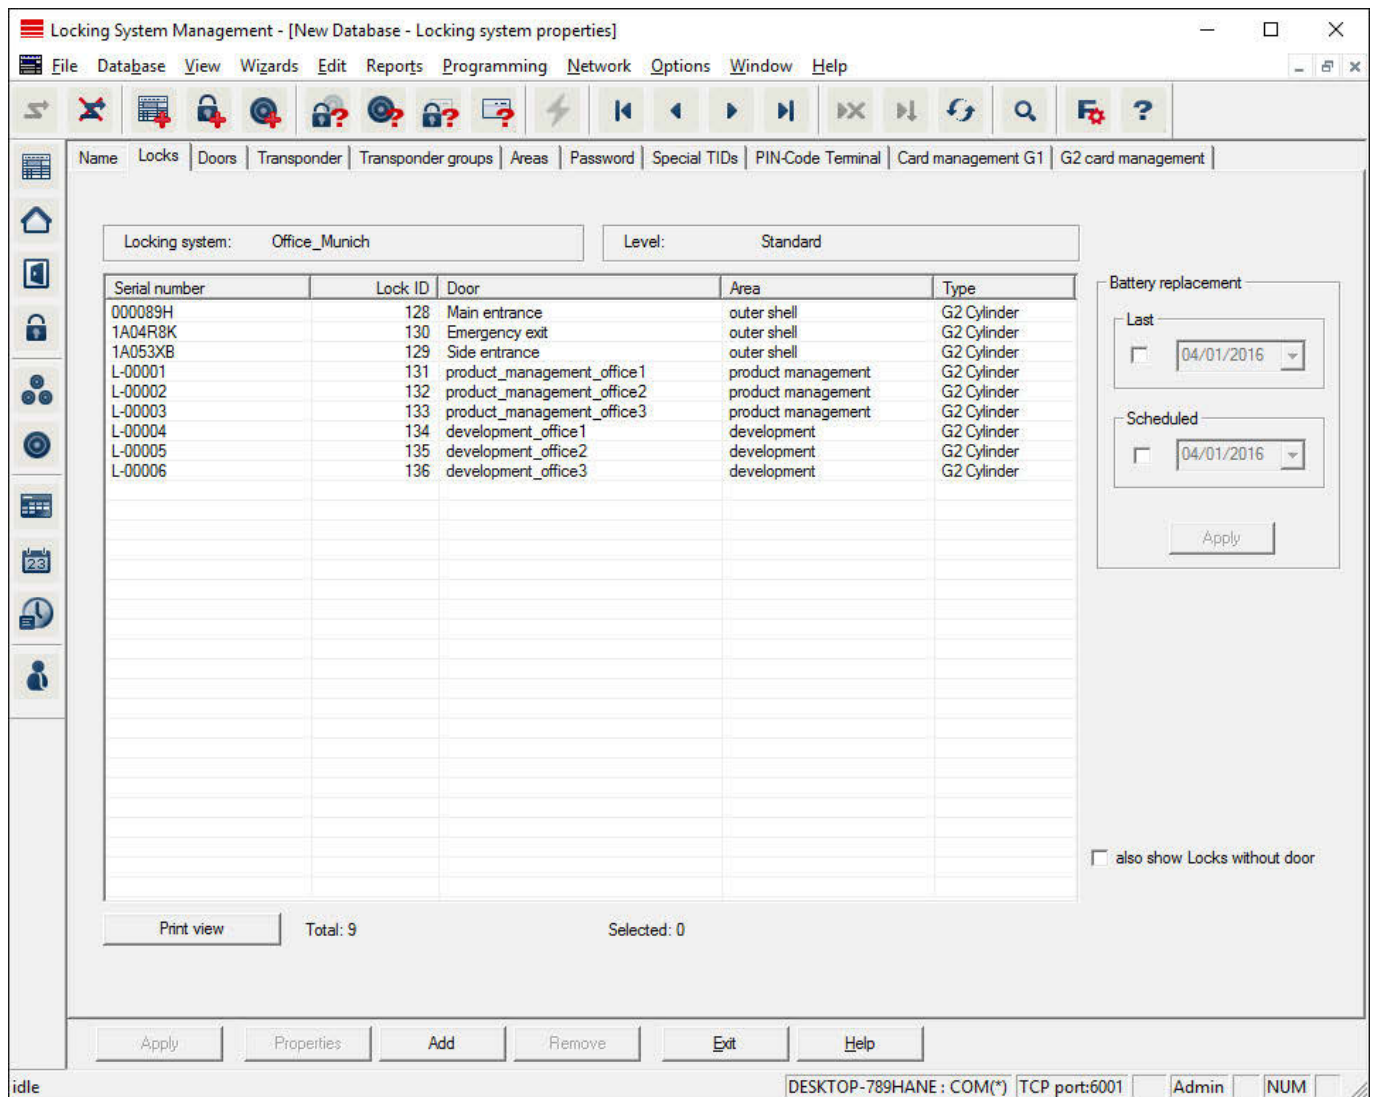 Locking System Management - [New Database - Locking system properties]
File Database View Wizards Edit Reports Programming Network Options Window Help
Name Locks Doors Transponder Transponder groups Areas Password Special TIDs PIN-Code Terminal Card management G1 G2 card management
Locking system: Office_Munich Level: Standard
Serial number Lock ID Door Area Type
000089H 128 Main entrance outer shell G2 Cylinder
1A04R8K 130 Emergency exit outer shell G2 Cylinder
1A053XB 129 Side entrance outer shell G2 Cylinder
L-00001 131 product_management_office1 product management G2 Cylinder
L-00002 132 product_management_office2 product management G2 Cylinder
L-00003 133 product_management_office3 product management G2 Cylinder
L-00004 134 development_office1 development G2 Cylinder
L-00005 135 development_office2 development G2 Cylinder
L-00006 136 development_office3 development G2 Cylinder
Battery replacement
Last
04/01/2016
Scheduled
04/01/2016
Apply
23
also show Locks without door
Print view Total: 9 Selected: 0
Apply Properties Add Remove Exit Help
idle DESKTOP-789HANE : COM(*) TCP port:6001 Admin NUM